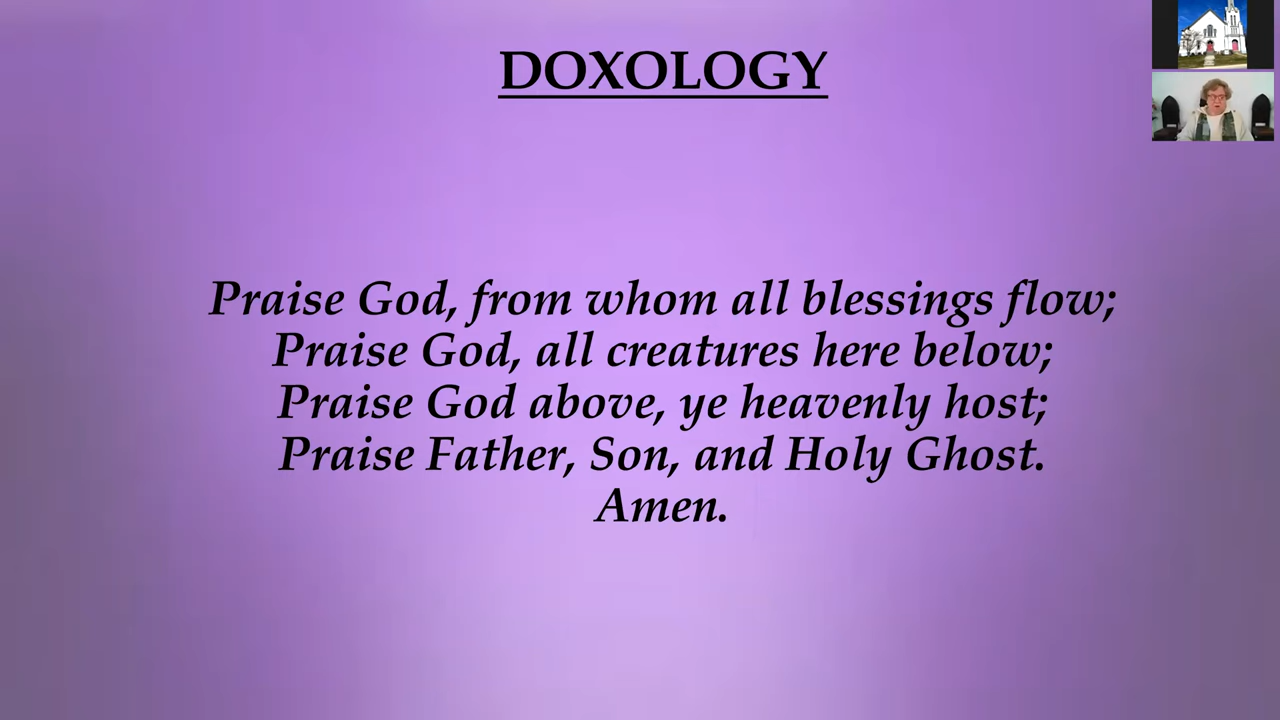 DOXOLOGY
Praise God, from whom all blessings flow;
Praise God, all creatures here below;
Praise God above, ye heavenly host;
Praise Father, Son, and Holy Ghost.
Amen.